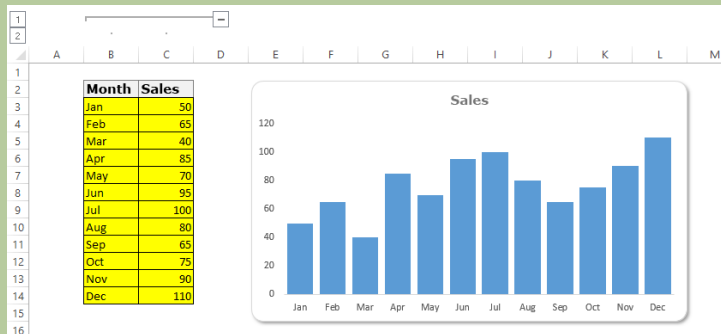 1
2
A B C D E F G H I J K L M
1
2 Month Sales
3 Jan 50
4 Feb 65
5 Mar 40
6 Apr 85
7 May 70
8 Jun 95
9 Jul 100
10 Aug 80
11 Sep 65
12 Oct 75
13 Nov 90
14 Dec 110
15
16
Sales
120
100
80
60
40
20
0
Jan Feb Mar Apr May Jun Jul Aug Sep Oct Nov Dec